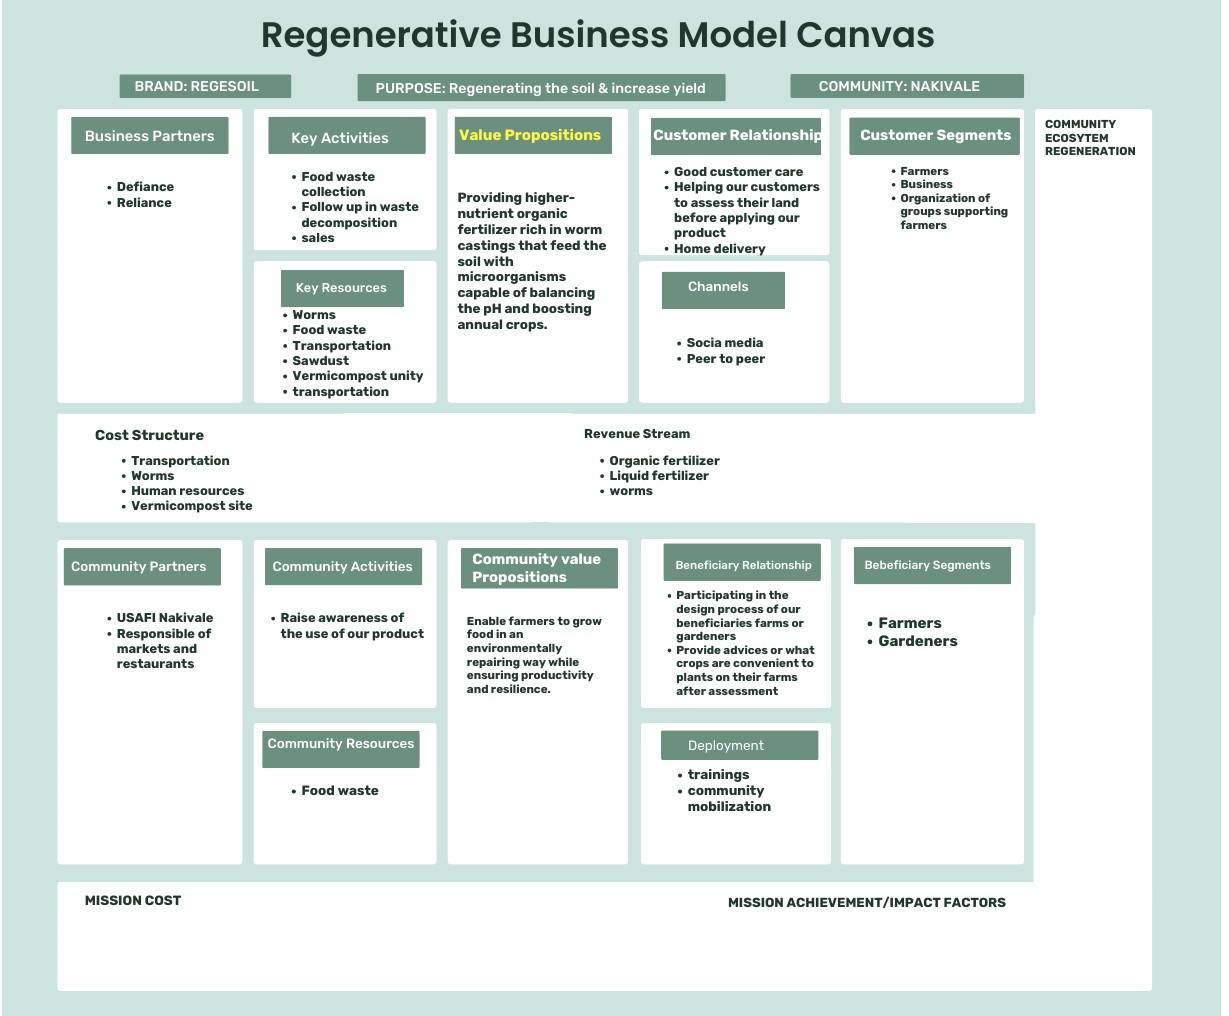 Regenerative Business Model Canvas
BRAND: REGESOIL
PURPOSE: Regenerating the soil & increase yield
COMMUNITY: NAKIVALE
Business Partners
• Defiance
• Reliance
Key Activities
• Food waste
collection
• Follow up in waste
decomposition
• sales
Key Resources
• Worms
• Food waste
• Transportation
• Sawdust
• Vermicompost unity
• transportation
Value Propositions
Providing higher-
nutrient organic
fertilizer rich in worm
castings that feed the
soil with
microorganisms
capable of balancing
the pH and boosting
annual crops.
Customer Relationship
• Good customer care
• Helping our customers
to assess their land
before applying our
product
• Home delivery
Channels
• Socia media
• Peer to peer
Customer Segments
• Farmers
• Business
• Organization of
groups supporting
farmers
COMMUNITY
ECOSYTEM
REGENERATION
Cost Structure
• Transportation
• Worms
• Human resources
• Vermicompost site
Revenue Stream
• Organic fertilizer
• Liquid fertilizer
• worms
Community Partners
• USAFI Nakivale
• Responsible of
markets and
restaurants
Community Activities
• Raise awareness of
the use of our product
Community Resources
• Food waste
Community value
Propositions
Enable farmers to grow
food in an
environmentally
repairing way while
ensuring productivity
and resilience.
Beneficiary Relationship
• Participating in the
design process of our
beneficiaries farms or
gardeners
• Provide advices or what
crops are convenient to
plants on their farms
after assessment
Deployment
• trainings
• community
mobilization
Bebeficiary Segments
• Farmers
• Gardeners
MISSION COST
MISSION ACHIEVEMENT/IMPACT FACTORS